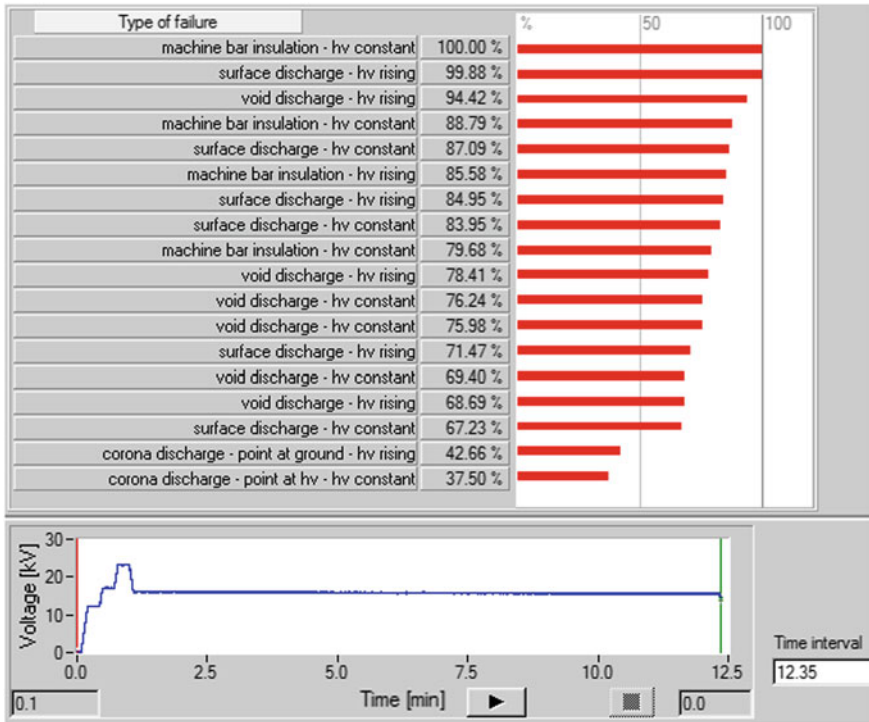 Type of failure % 50 100
machine bar insulation - hv constant 100.00 %
surface discharge - hv rising 99.88 %
void discharge - hv rising 94.42 %
machine bar insulation - hv constant 88.79 %
surface discharge - hv constant 87.09 %
machine bar insulation - hv rising 85.58 %
surface discharge - hv rising 84.95 %
surface discharge - hv constant 83.95 %
machine bar insulation - hv constant 79.68 %
void discharge - hv rising 78.41 %
void discharge - hv constant 76.24 %
void discharge - hv constant 75.98 %
surface discharge - hv rising 71.47 %
void discharge - hv constant 69.40 %
void discharge - hv rising 68.69 %
surface discharge - hv constant 67.23 %
corona discharge - point at ground - hv rising 42.66 %
corona discharge - point at hv - hv constant 37.50 %
Voltage [kV]
30
20
10
0
0.0 2.5 5.0 7.5 10.0 12.5
Time interval
12.35
0.1 Time [min] 0.0